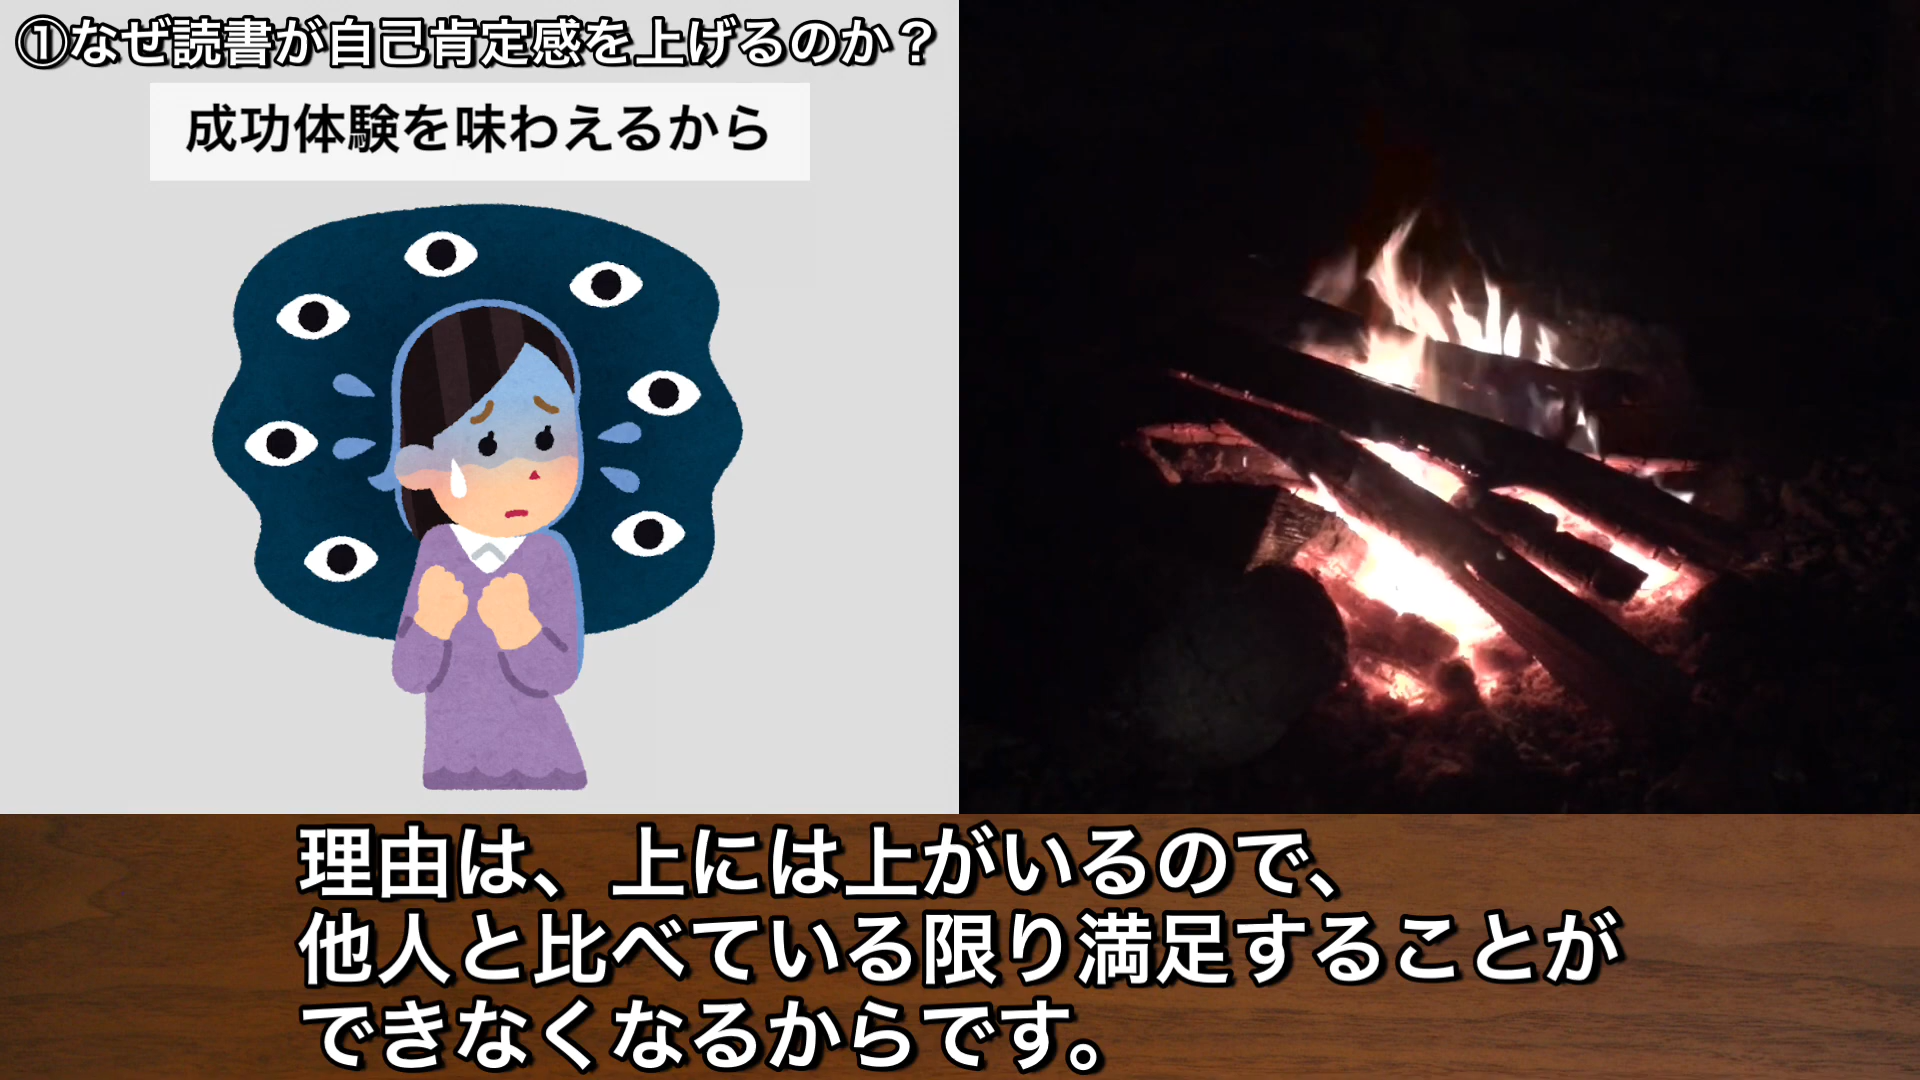 ①なぜ読書が自己肯定感を上げるのか？
成功体験を味わえるから
理由は、上には上がいるので、
他人と比べている限り満足することが
できなくなるからです。